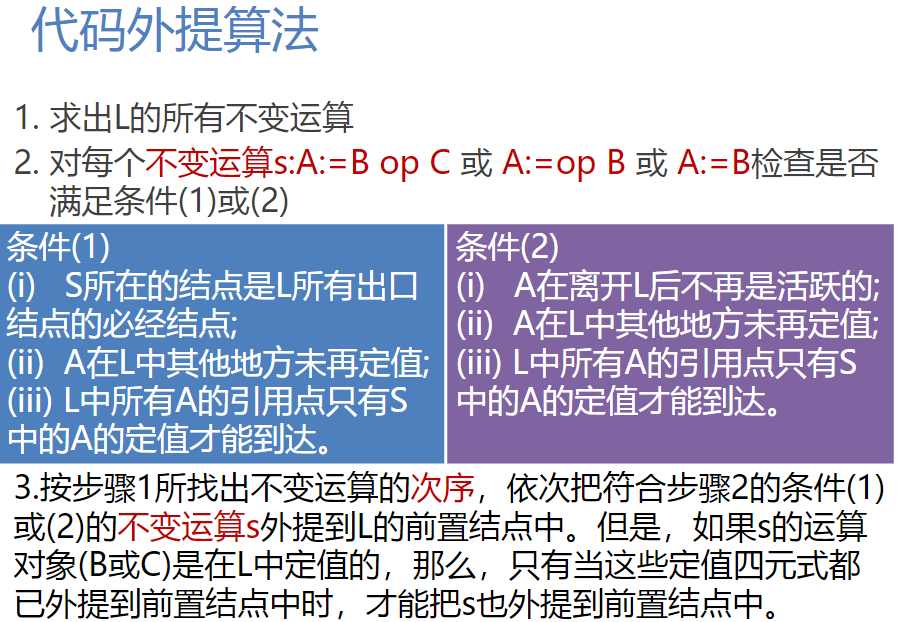 代码外提算法
1. 求出L的所有不变运算
2. 对每个不变运算s:A:=B op C 或 A:=op B 或 A:=B检查是否
满足条件(1)或(2)
条件(1)
(i) S所在的结点是L所有出口
结点的必经结点;
(ii) A在L中其他地方未再定值;
(iii) L中所有A的引用点只有S
中的A的定值才能到达。
条件(2)
(i) A在离开L后不再是活跃的;
(ii) A在L中其他地方未再定值;
(iii) L中所有A的引用点只有S
中的A的定值才能到达。
3.按步骤1所找出不变运算的次序，依次把符合步骤2的条件(1)
或(2)的不变运算s外提到L的前置结点中。但是，如果s的运算
对象(B或C)是在L中定值的，那么，只有当这些定值四元式都
已外提到前置结点中时，才能把s也外提到前置结点中。